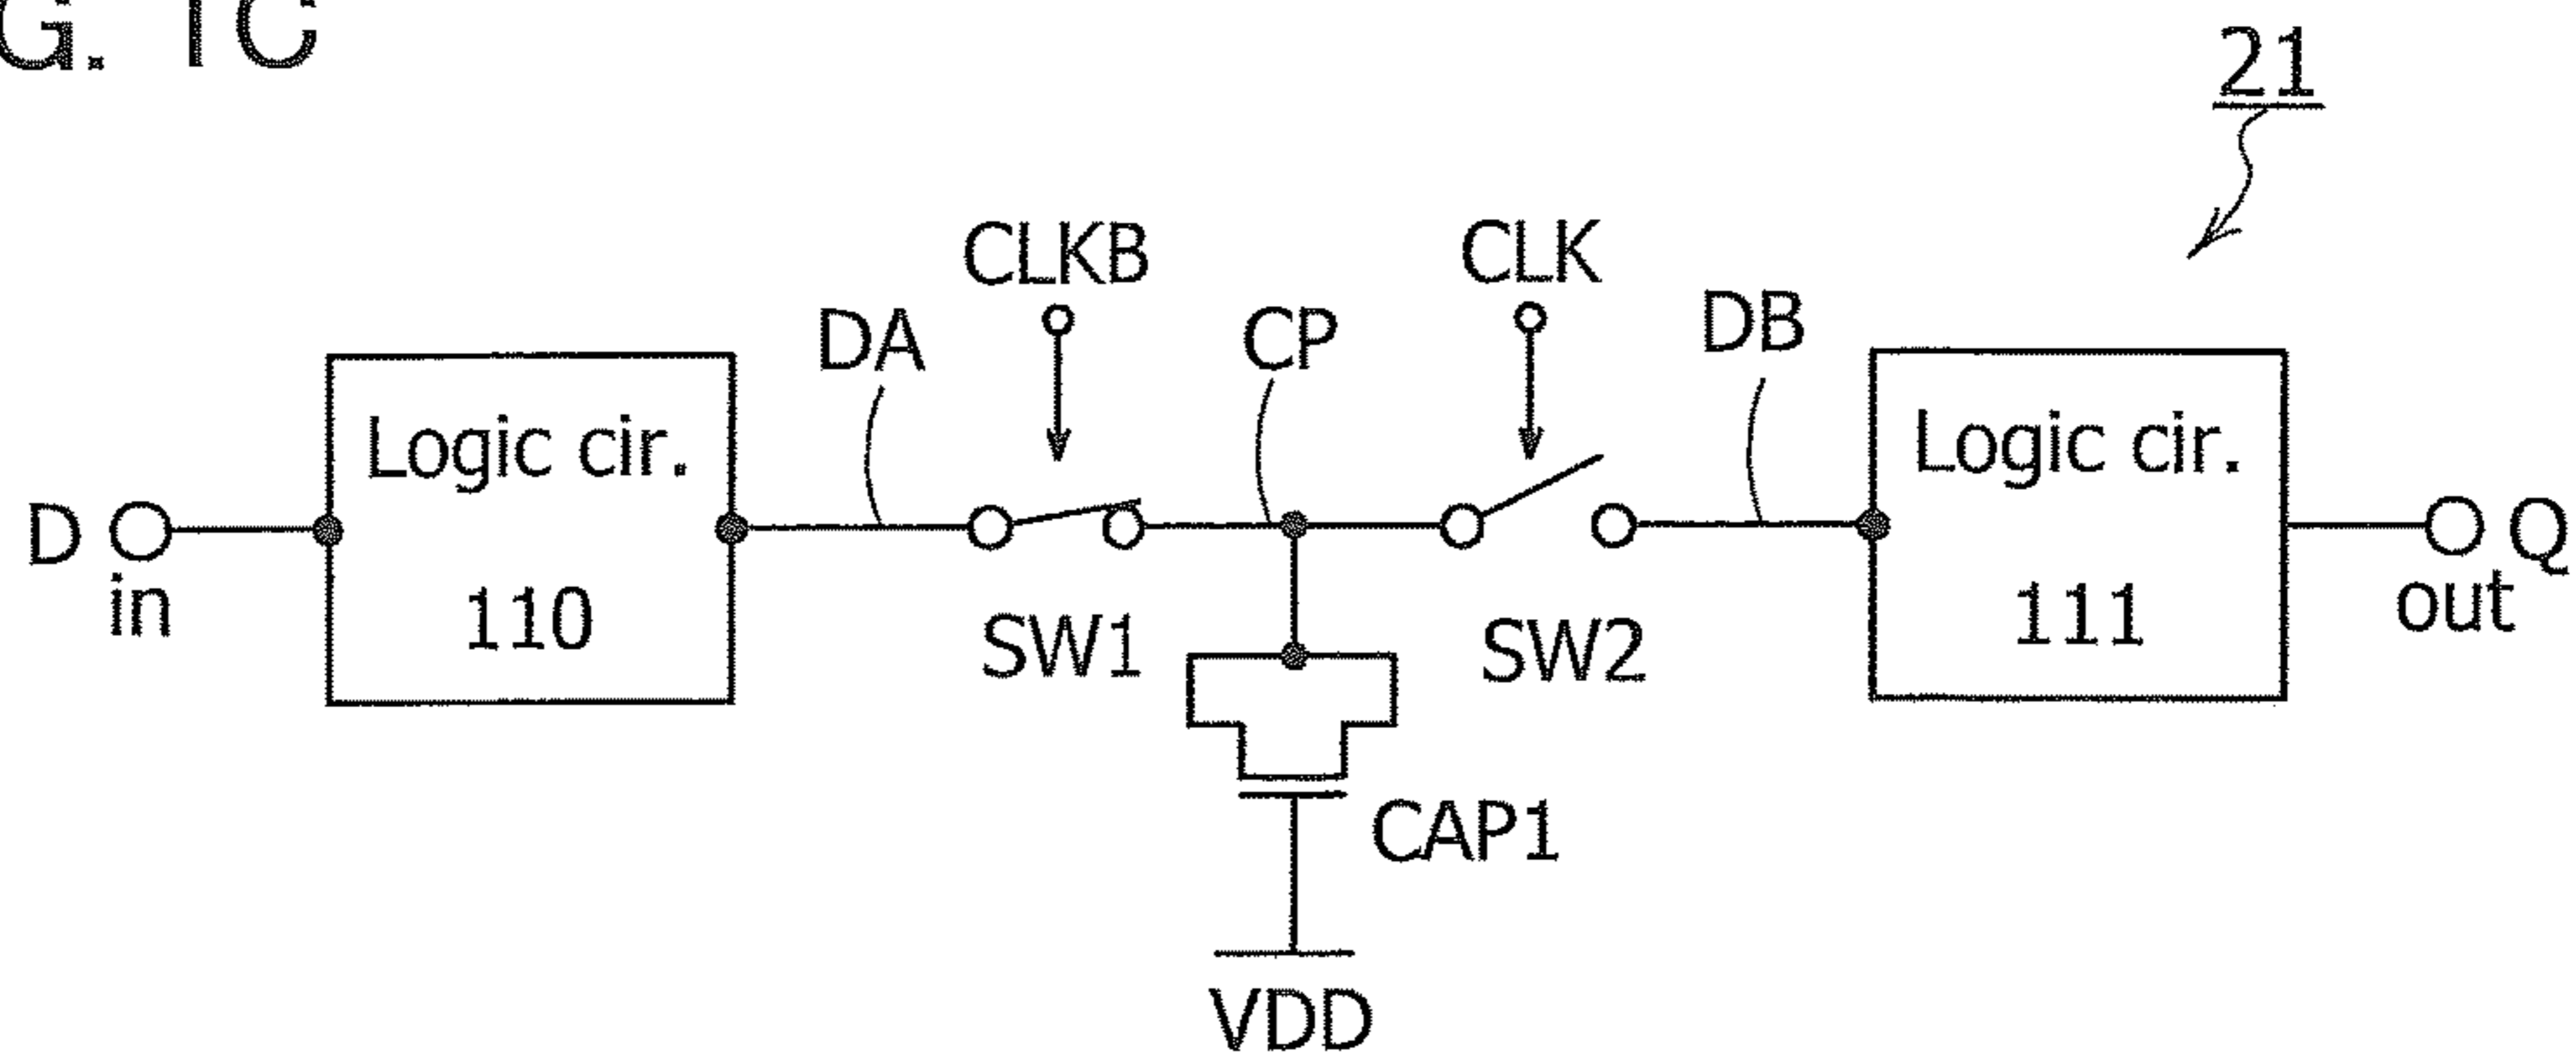 G. 1C
21
CLKB
CLK
DA
CP
DB
Logic cir.
110
Logic cir.
111
D
in
SW1
SW2
Q
out
CAP1
VDD